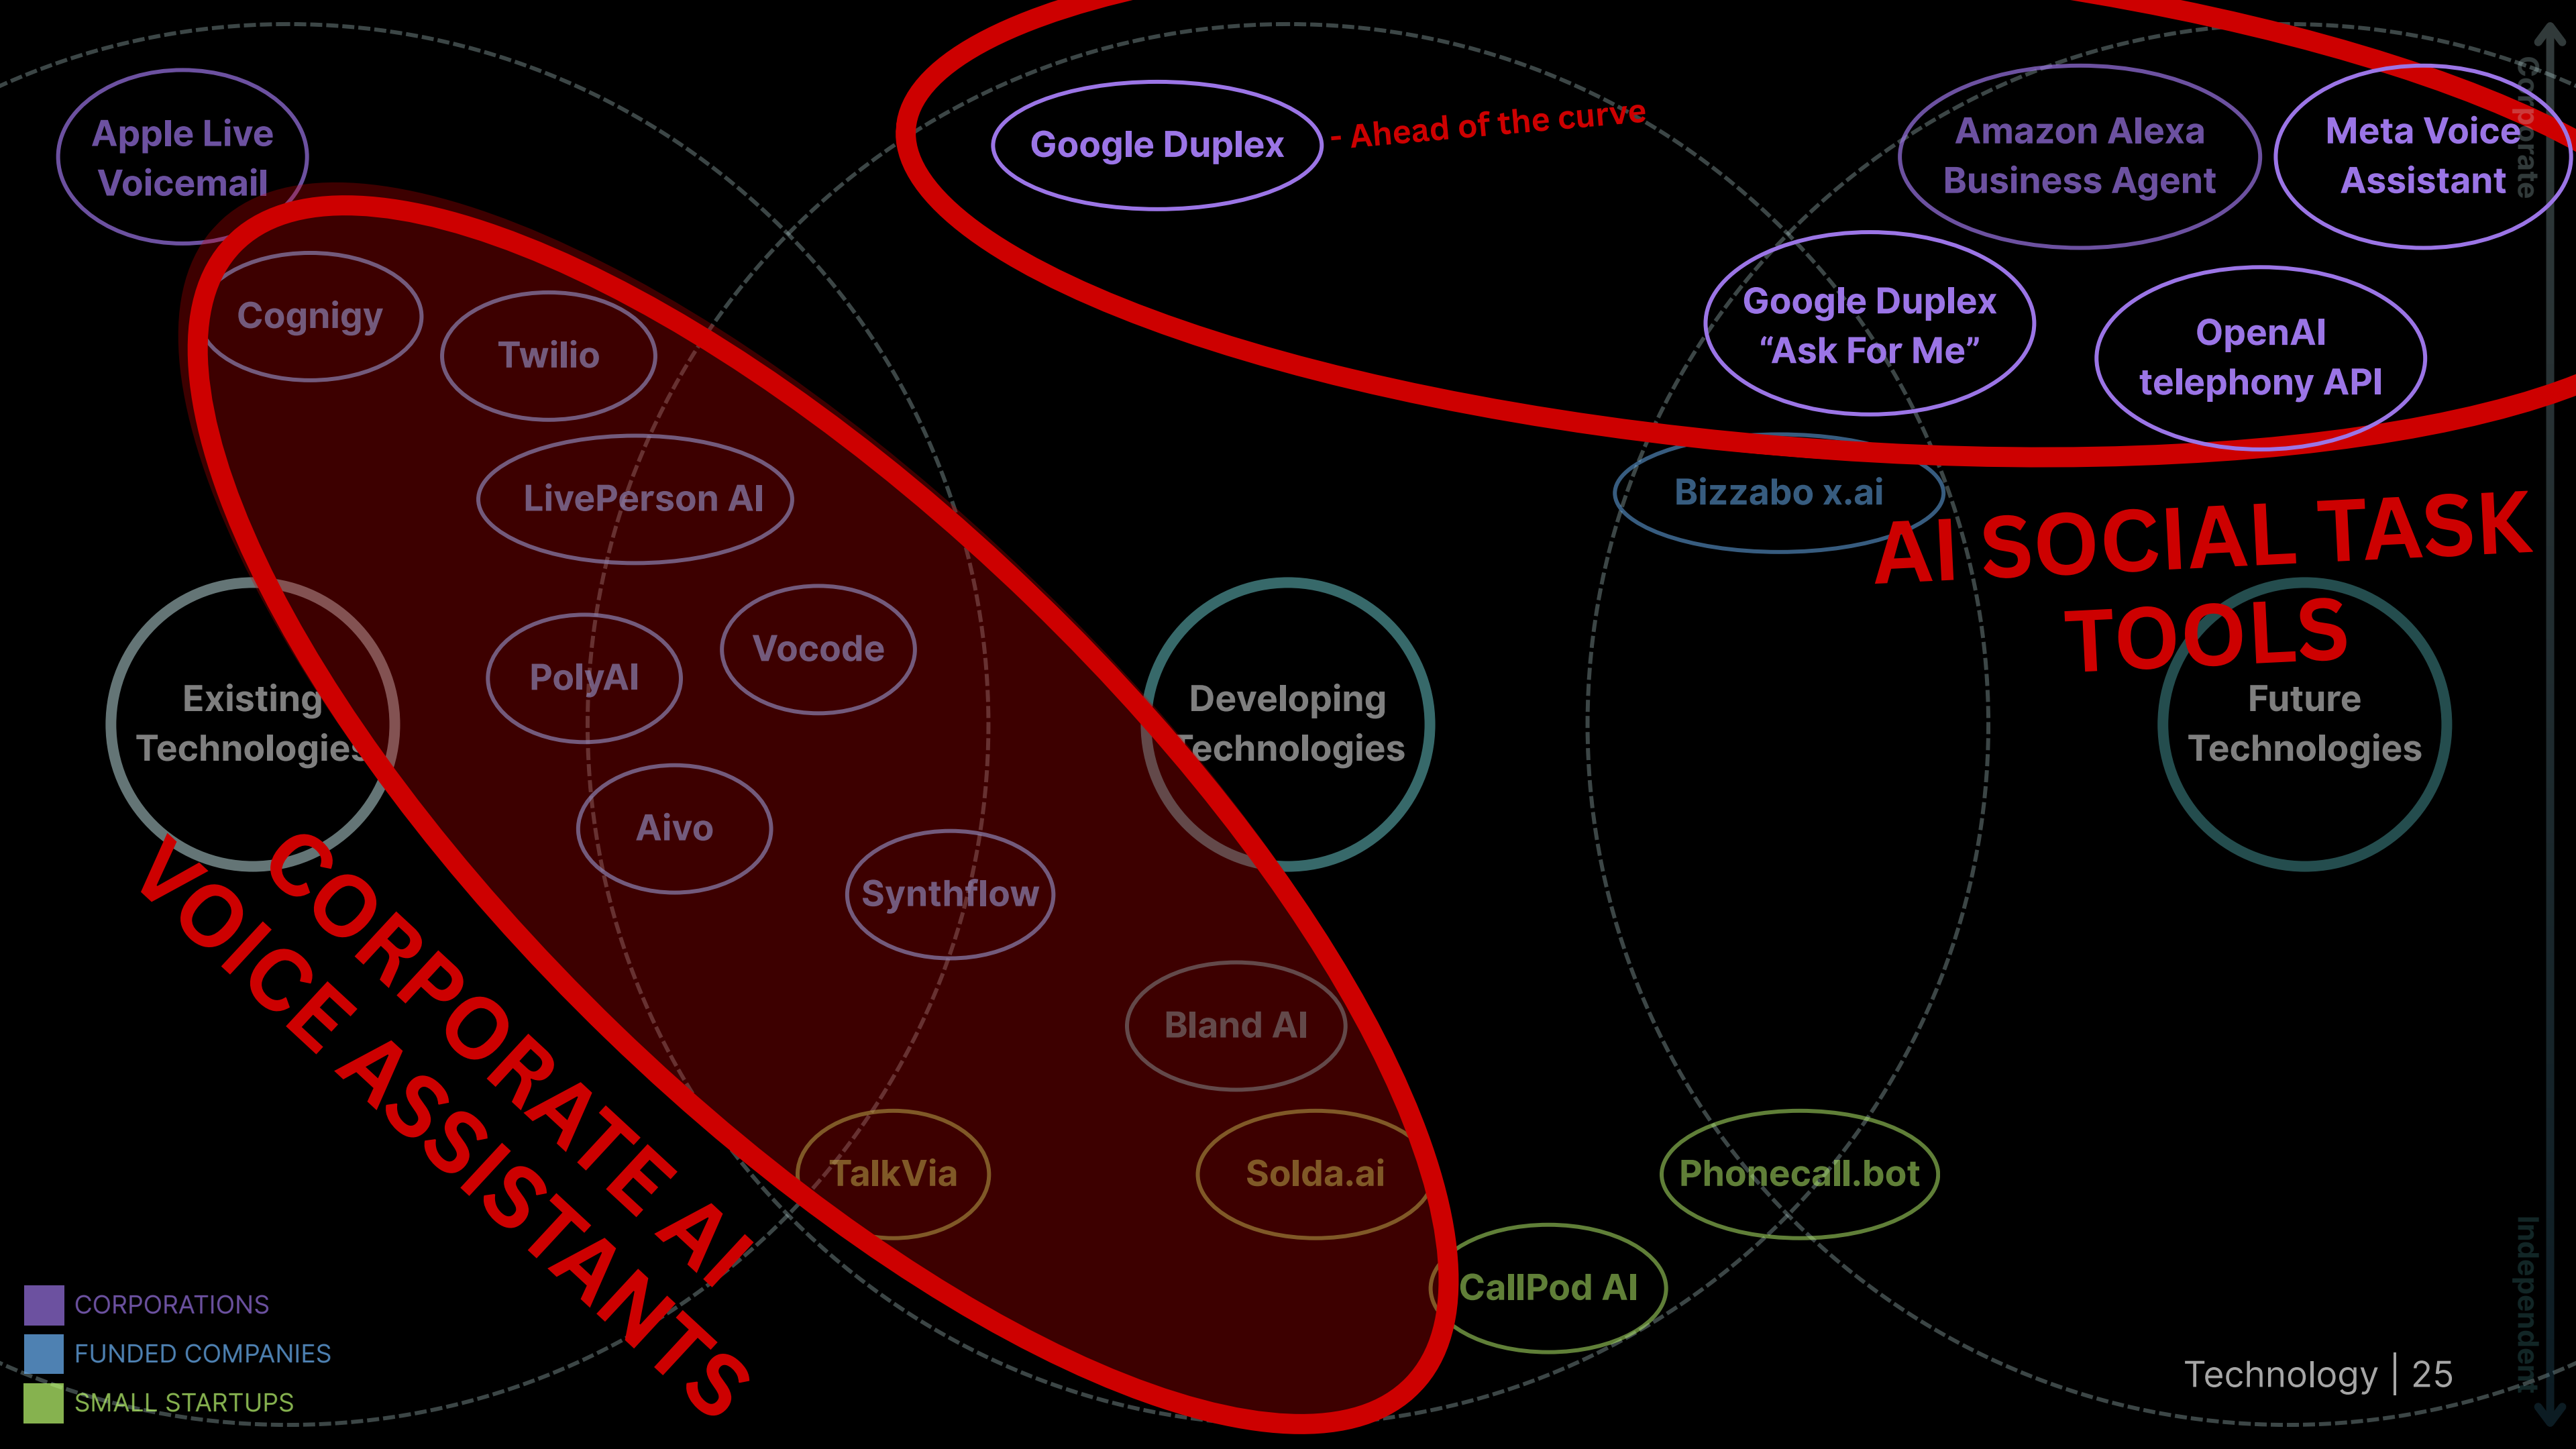 Apple Live
Voicemail
Google Duplex
- Ahead of the curve
Amazon Alexa
Business Agent
Meta Voice
Assistant
Corporate
Cognigy
Twilio
Google Duplex
“Ask For Me”
OpenAI
telephony API
LivePerson AI
Bizzabo x.ai
AI SOCIAL TASK
TOOLS
PolyAI
Vocode
Existing
Technologies
Developing
Technologies
Future
Technologies
Aivo
Synthflow
CORPORATE AI
VOICE ASSISTANTS
Bland AI
TalkVia
Solda.ai
Phonecall.bot
CallPod AI
Independent
CORPORATIONS
FUNDED COMPANIES
SMALL STARTUPS
Technology | 25